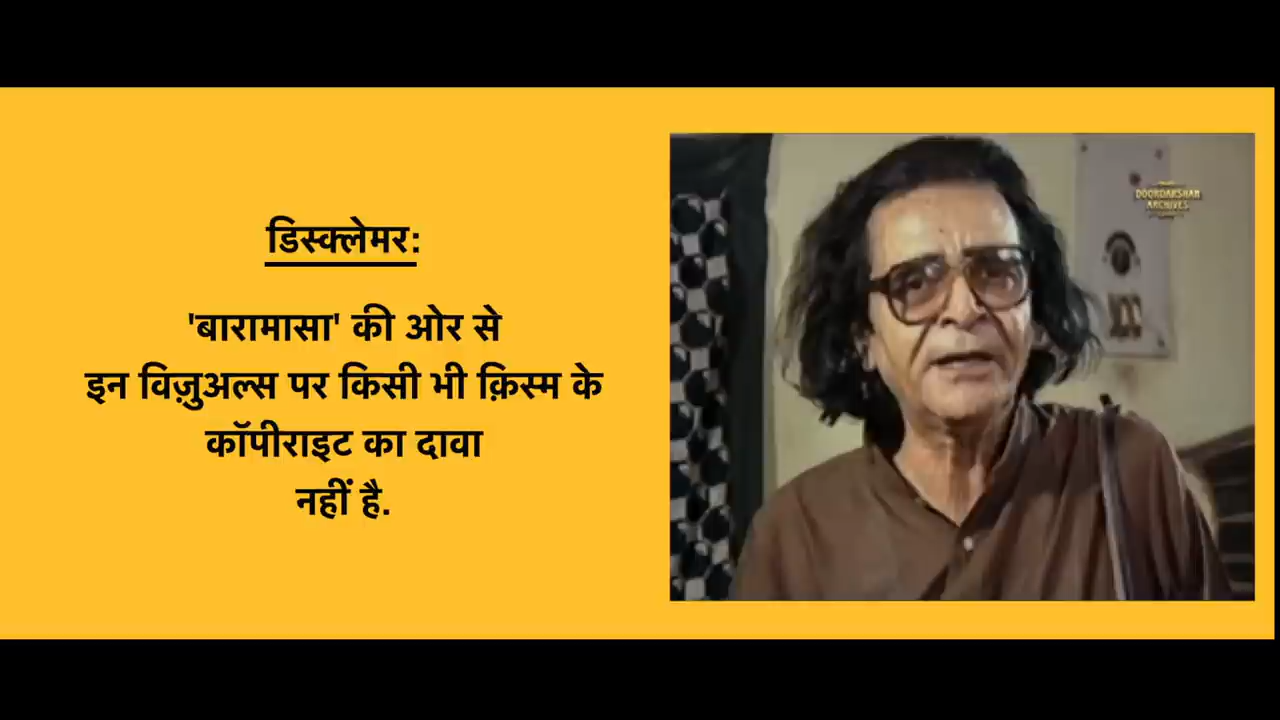 डिस्क्लेमर:
'बारामासा' की ओर से
इन विज़ुअल्स पर किसी भी क़िस्म के
कॉपीराइट का दावा
नहीं है.
DOORDARSHAN
ARCHIVES